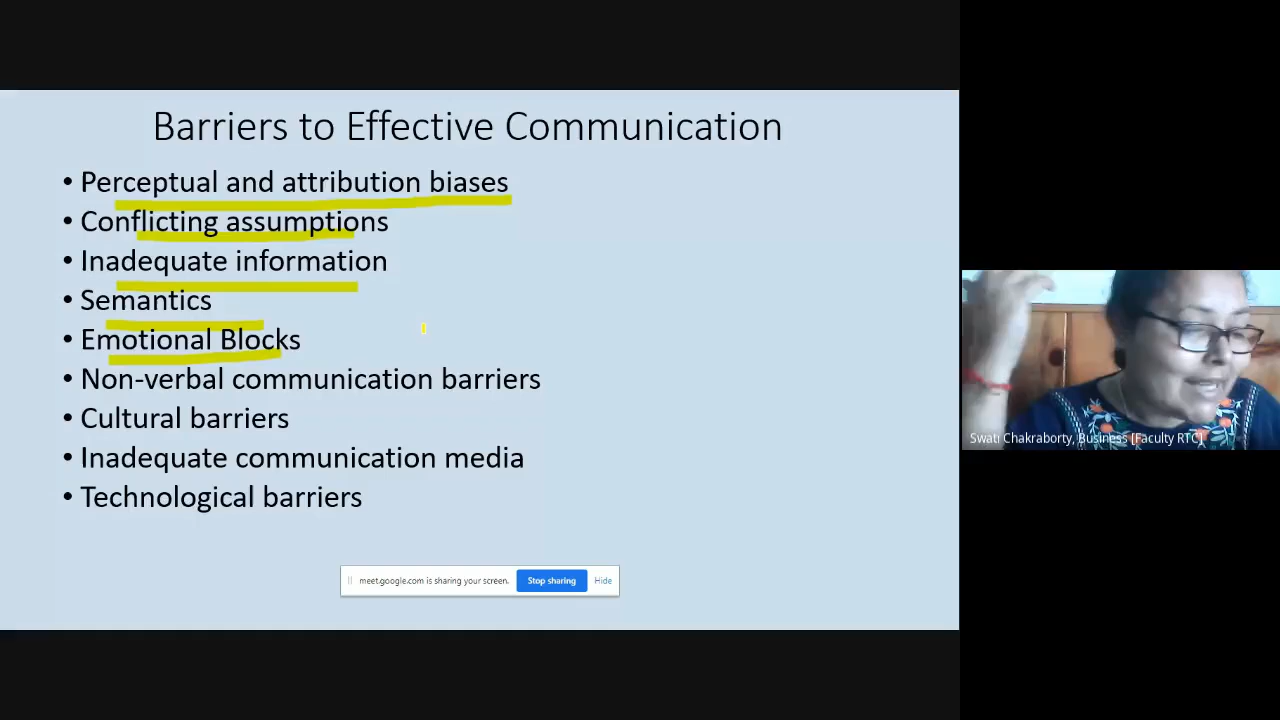 Barriers to Effective Communication
• Perceptual and attribution biases
• Conflicting assumptions
• Inadequate information
• Semantics
• Emotional Blocks
• Non-verbal communication barriers
• Cultural barriers
• Inadequate communication media
• Technological barriers
meet.google.com is sharing your screen. Stop sharing Hide
Swati Chakraborty, Business [Faculty RTC]